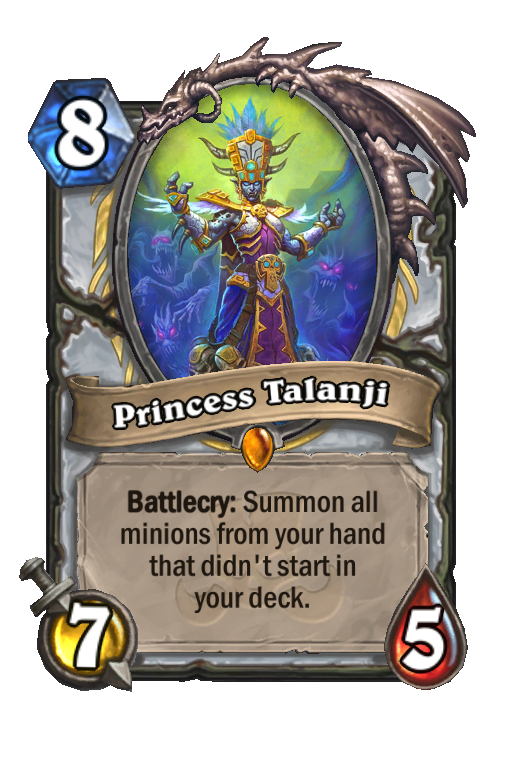 8
Princess Talanji
Battlecry: Summon all
minions from your hand
that didn't start in
your deck.
7
5